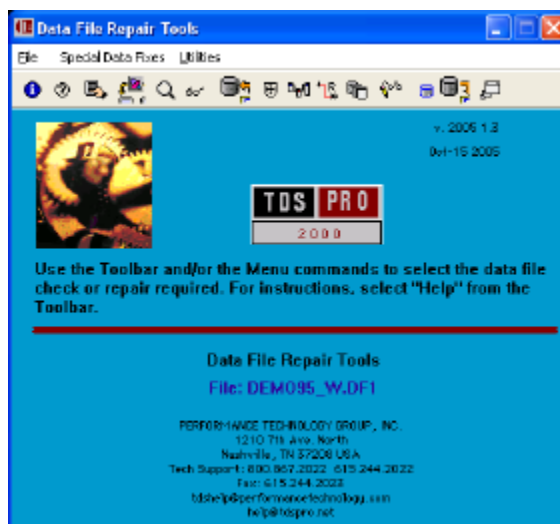 Data File Repair Tools
File Special Data Fixes Utilities
v. 2005 1.3
Oct-15 2005
TDS PRO
2000
Use the Toolbar and/or the Menu commands to select the data file
check or repair required. For instructions, select "Help" from the
Toolbar.
Data File Repair Tools
File: DEMO95_W.DF1
PERFORMANCE TECHNOLOGY GROUP, INC.
1210 7th Ave. North
Nashville, TN 37208 USA
Tech Support: 800.867.2022 615.244.2022
Fax: 615.244.2023
tdshelp@performancetechnology.com
help@tdspro.net